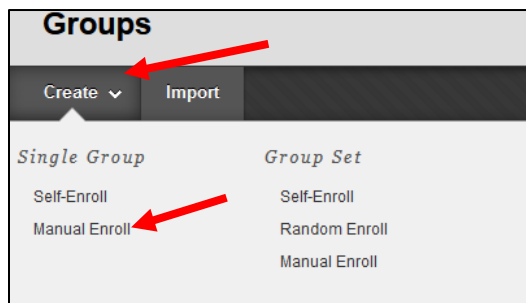 Groups
Create Import
Single Group
Self-Enroll
Manual Enroll
Group Set
Self-Enroll
Random Enroll
Manual Enroll